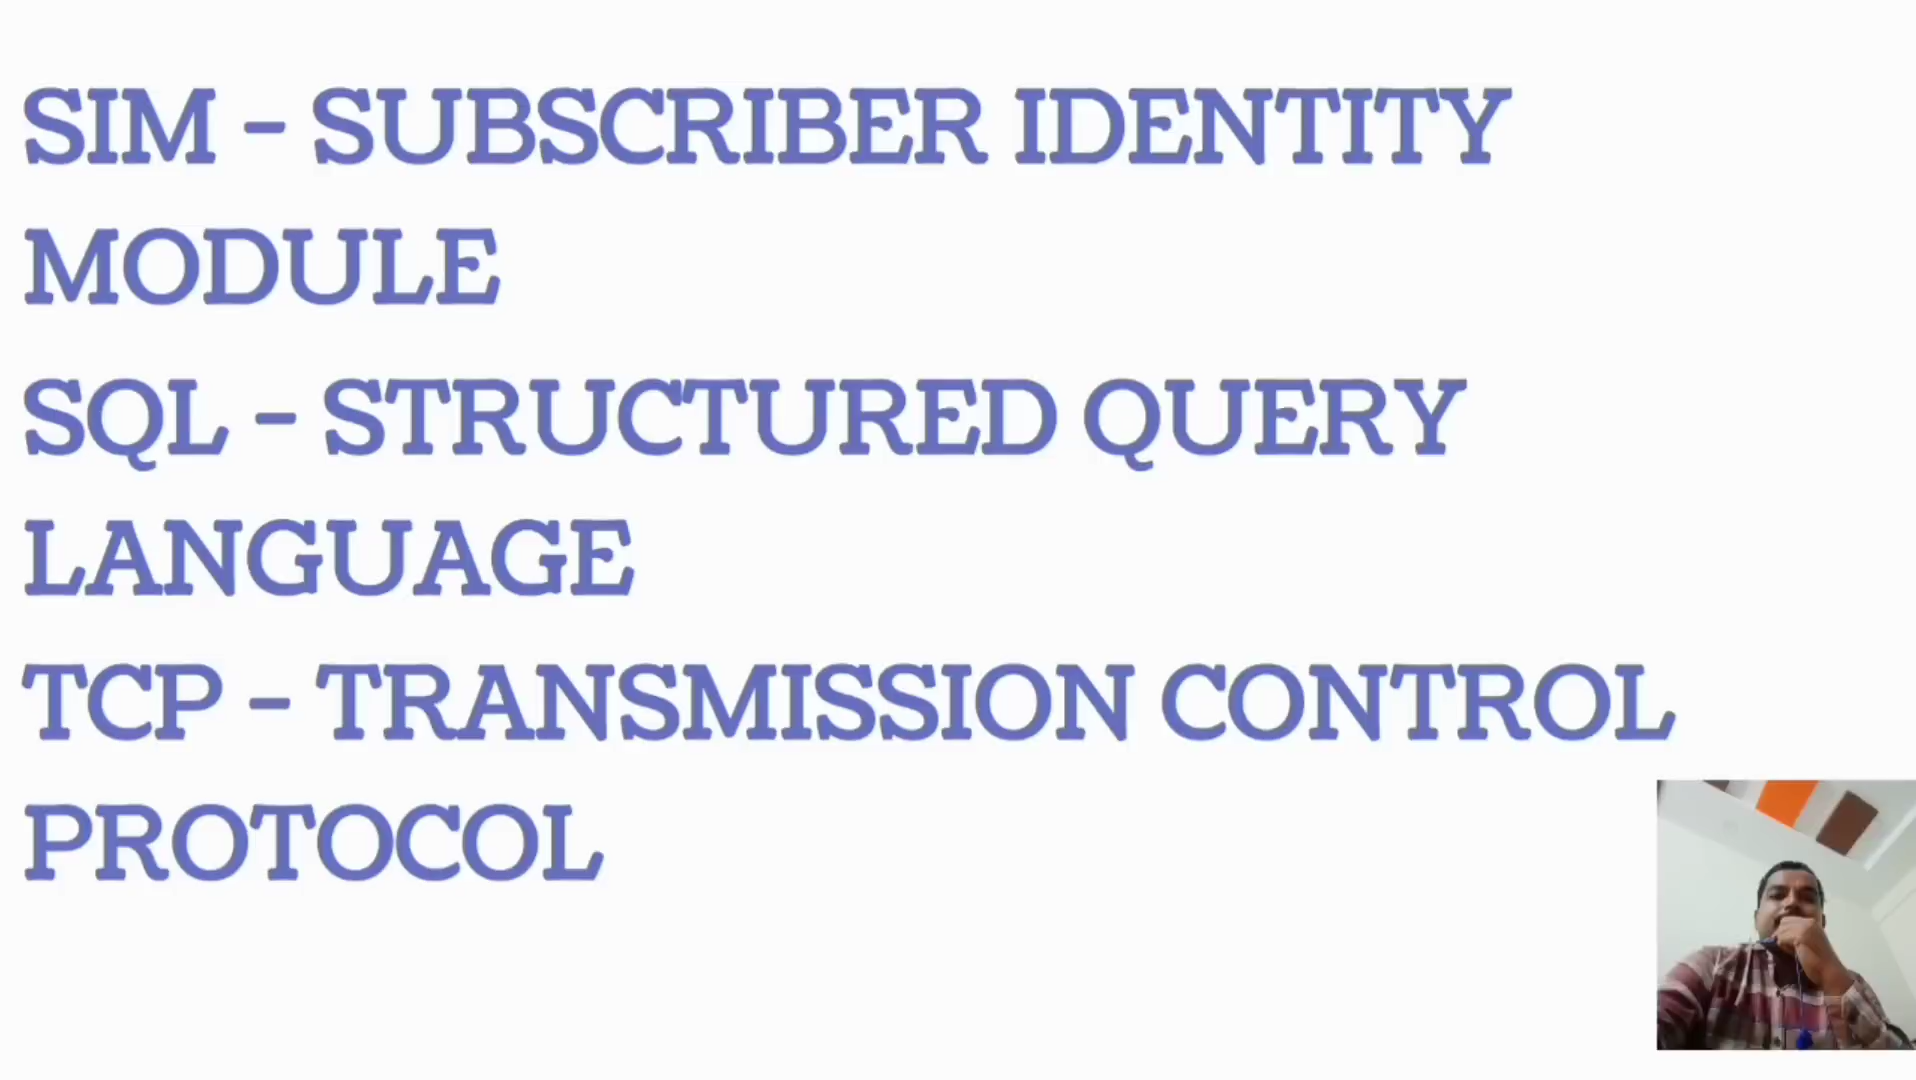 SIM - SUBSCRIBER IDENTITY
MODULE
SQL - STRUCTURED QUERY
LANGUAGE
TCP - TRANSMISSION CONTROL
PROTOCOL